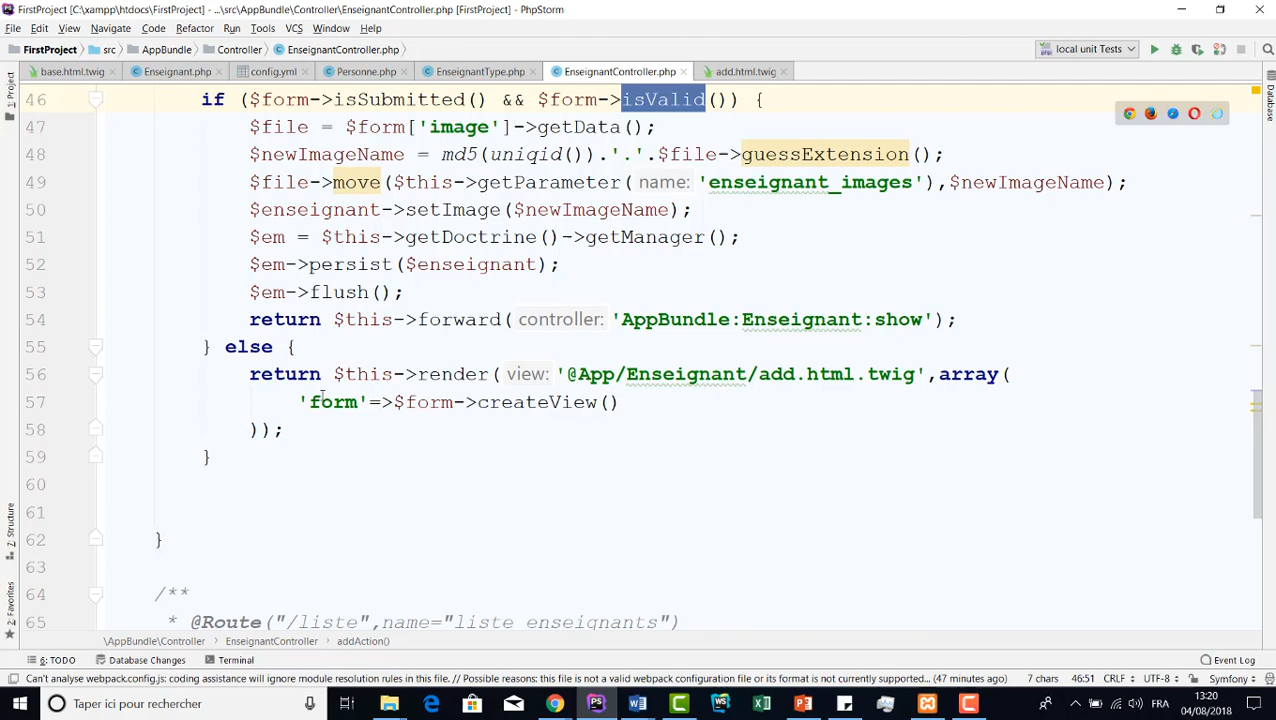 FirstProject [C:\xampp\htdocs\FirstProject] - ...\src\AppBundle\Controller\EnseignantController.php [FirstProject] - PhpStorm
File Edit View Navigate Code Refactor Run Tools VCS Window Help
FirstProject src AppBundle Controller EnseignantController.php local unit Tests
base.html.twig Enseignant.php config.yml Personne.php EnseignantType.php EnseignantController.php add.html.twig
1: Project
46 if ($form->isSubmitted() && $form->isValid()) {
47 $file = $form['image']->getData();
48 $newImageName = md5(uniqid()).'.'.$file->guessExtension();
49 $file->move($this->getParameter( name: 'enseignant_images'),$newImageName);
50 $enseignant->setImage($newImageName);
51 $em = $this->getDoctrine()->getManager();
52 $em->persist($enseignant);
53 $em->flush();
54 return $this->forward( controller: 'AppBundle:Enseignant:show');
55 } else {
56 return $this->render( view: '@App/Enseignant/add.html.twig',array(
57 'form'=>$form->createView()
58 ));
59 }
60
61
62 }
63
64 /**
65 * @Route("/liste",name="liste_enseignants")
Database
7: Structure
2: Favorites
\AppBundle\Controller EnseignantController addAction()
6: TODO Database Changes Terminal Event Log
Can't analyse webpack.config.js: coding assistance will ignore module resolution rules in this file. // Possible reasons: this file is not a valid webpack configuration file or its format is not currently supported... (47 minutes ago) 7 chars 46:51 CRLF UTF-8 Symfony
Taper ici pour rechercher FRA 13:20
04/08/2018